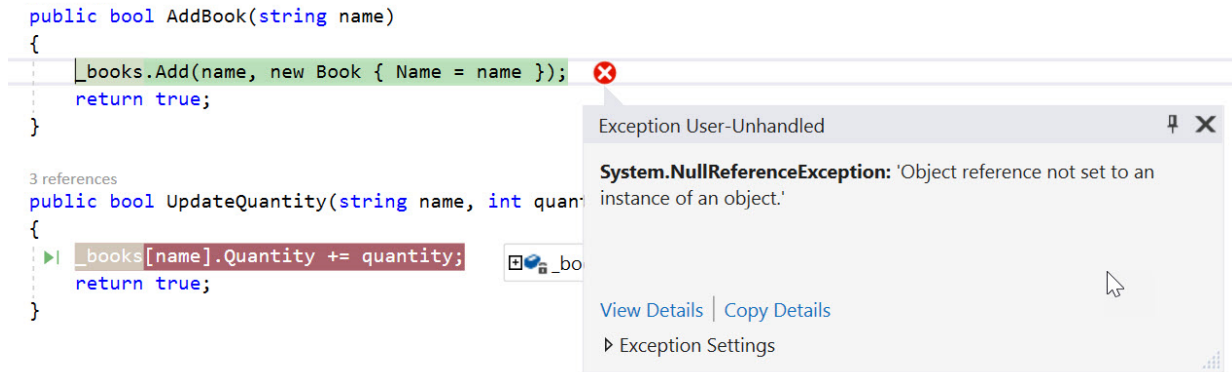 public bool AddBook(string name)
{
_books.Add(name, new Book { Name = name });
return true;
}
Exception User-Unhandled
System.NullReferenceException: 'Object reference not set to an
instance of an object.'
View Details | Copy Details
Exception Settings
3 references
public bool UpdateQuantity(string name, int quant
{
_books[name].Quantity += quantity;
_bo
return true;
}